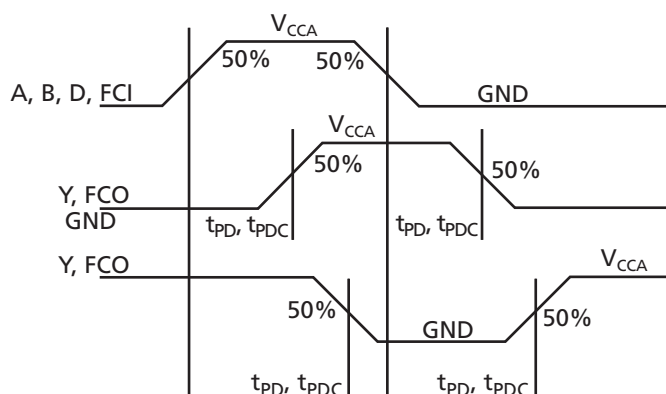 V_CCA
50% 50%
A, B, D, FCI GND
V_CCA
50% 50%
Y, FCO
GND t_PD, t_PDC t_PD, t_PDC
Y, FCO V_CCA
50% GND 50%
t_PD, t_PDC t_PD, t_PDC